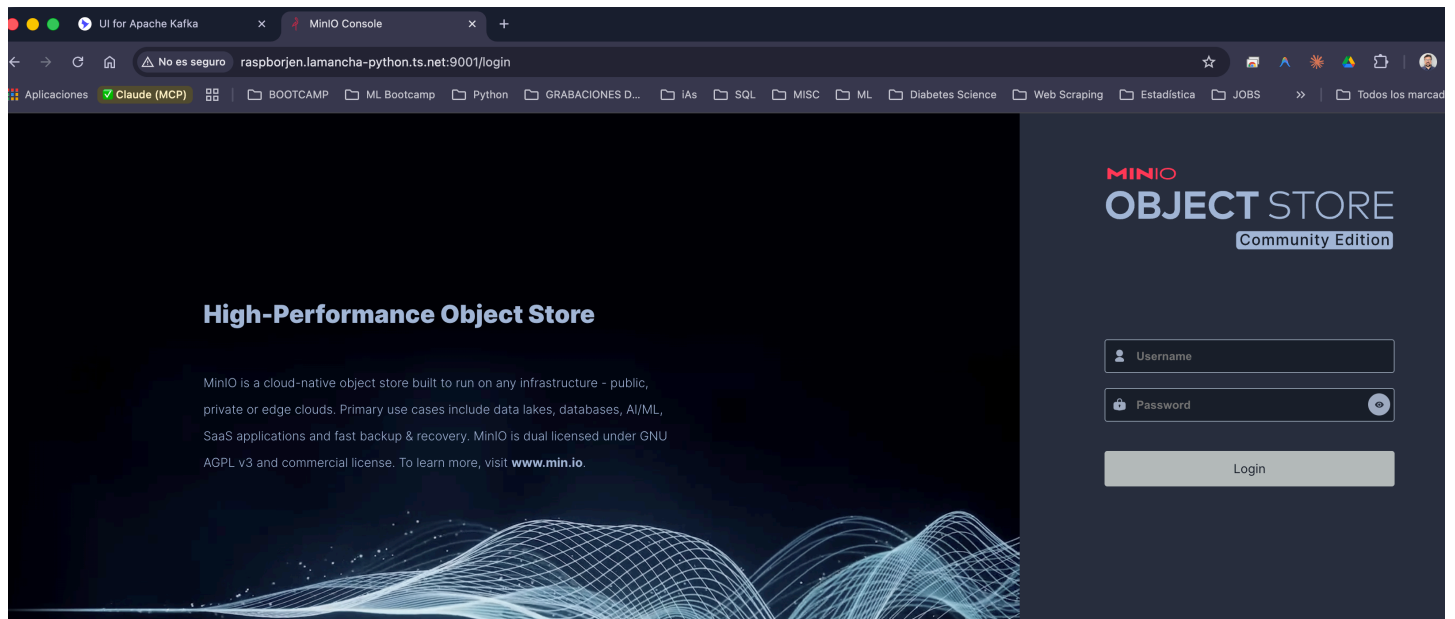 UI for Apache Kafka
MinIO Console
No es seguro
raspborjen.lamancha-python.ts.net:9001/login
Aplicaciones
Claude (MCP)
BOOTCAMP
ML Bootcamp
Python
GRABACIONES D...
iAs
SQL
MISC
ML
Diabetes Science
Web Scraping
Estadística
JOBS
Todos los marcad
MINIO
OBJECT STORE
Community Edition
High-Performance Object Store
MinIO is a cloud-native object store built to run on any infrastructure - public,
private or edge clouds. Primary use cases include data lakes, databases, AI/ML,
SaaS applications and fast backup & recovery. MinIO is dual licensed under GNU
AGPL v3 and commercial license. To learn more, visit www.min.io.
Username
Password
Login